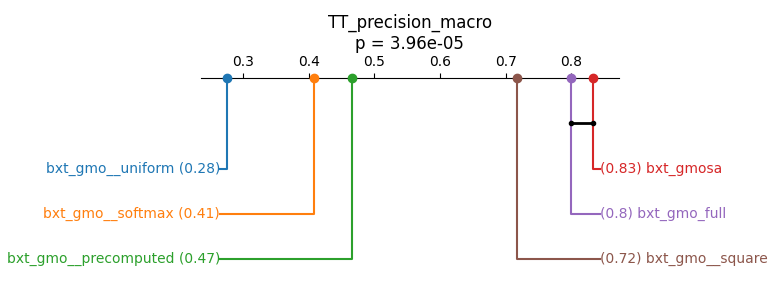 TT_precision_macro
p = 3.96e-05
0.3 0.4 0.5 0.6 0.7 0.8
bxt_gmo__uniform (0.28)
(0.83) bxt_gmosa
bxt_gmo__softmax (0.41)
(0.8) bxt_gmo_full
bxt_gmo__precomputed (0.47)
(0.72) bxt_gmo__square